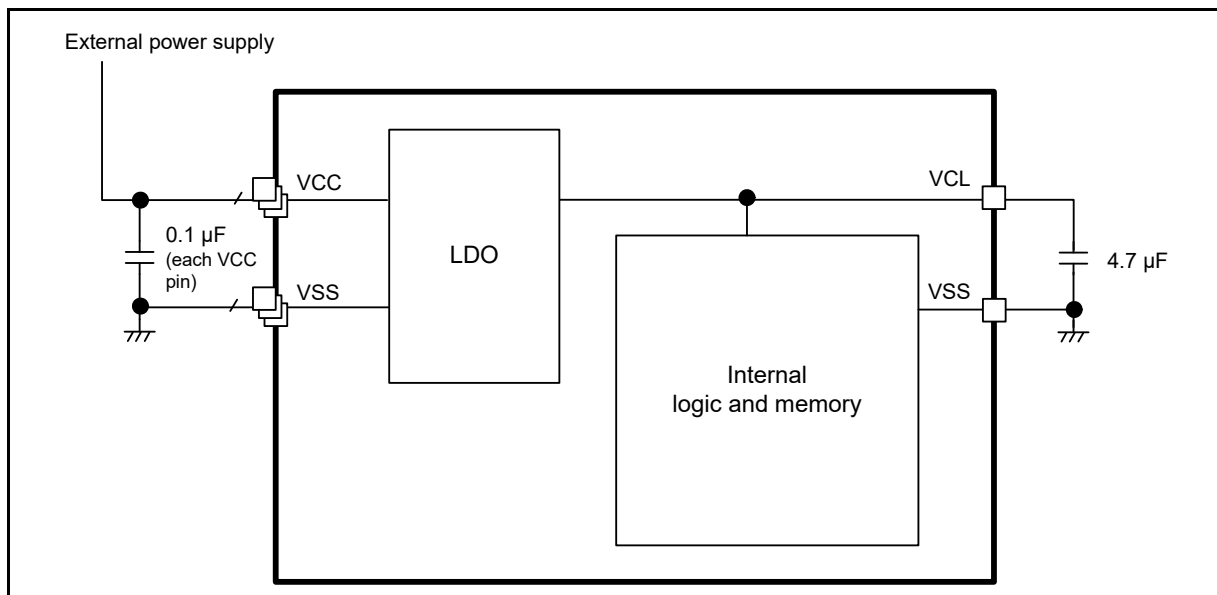 External power supply
VCC
VCL
0.1 µF
(each VCC
pin)
LDO
4.7 µF
VSS
VSS
Internal
logic and memory